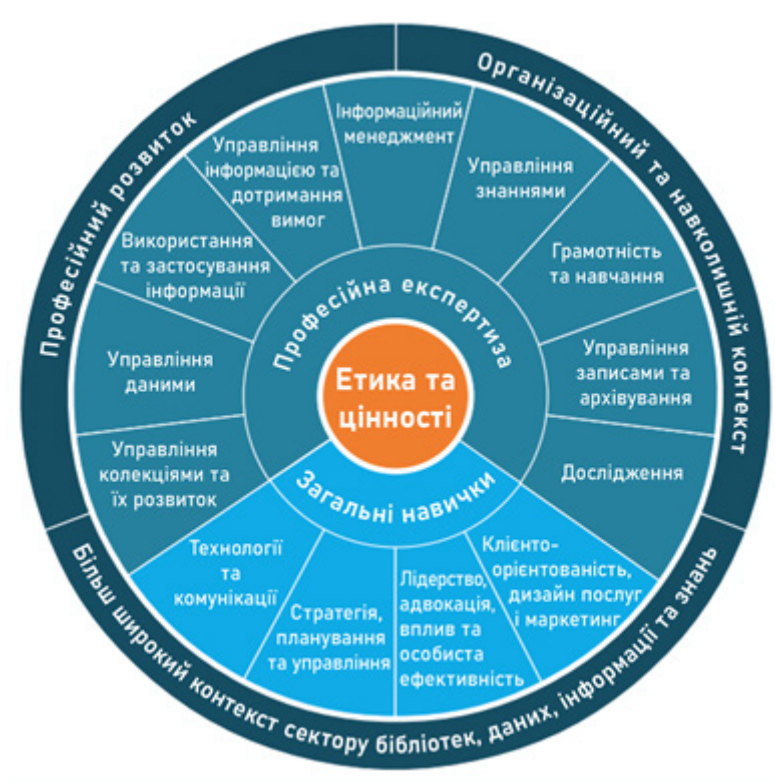 Організаційний та навколишній контекст
Професійний розвиток
Більш широкий контекст сектору бібліотек, даних, інформації та знань
Інформаційний
менеджмент
Управління
знаннями
Грамотність
та навчання
Управління
записами та
архівування
Дослідження
Клієнто-
орієнтованість,
дизайн послуг
і маркетинг
Лідерство,
адвокація,
вплив та
особиста
ефективність
Стратегія,
планування
та управління
Технології
та
комунікації
Управління
колекціями та
їх розвиток
Управління
даними
Використання
та застосування
інформації
Управління
інформацією та
дотримання
вимог
Професійна експертиза
Етика та
цінності
Загальні навички